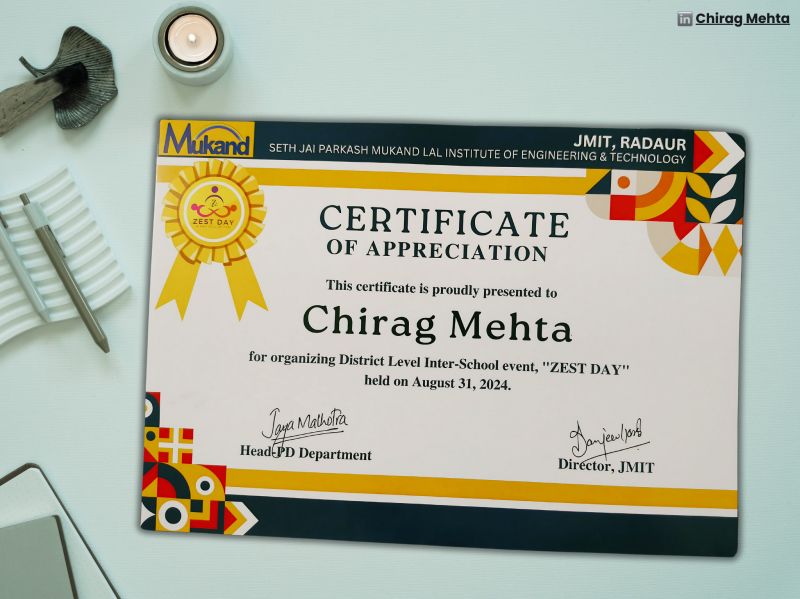 in Chirag Mehta
Mukand
JMIT, RADAUR
SETH JAI PARKASH MUKAND LAL INSTITUTE OF ENGINEERING & TECHNOLOGY
ZEST DAY
CERTIFICATE
OF APPRECIATION
This certificate is proudly presented to
Chirag Mehta
for organizing District Level Inter-School event, "ZEST DAY"
held on August 31, 2024.
Jaya Malhotra
Head-PD Department
Director, JMIT